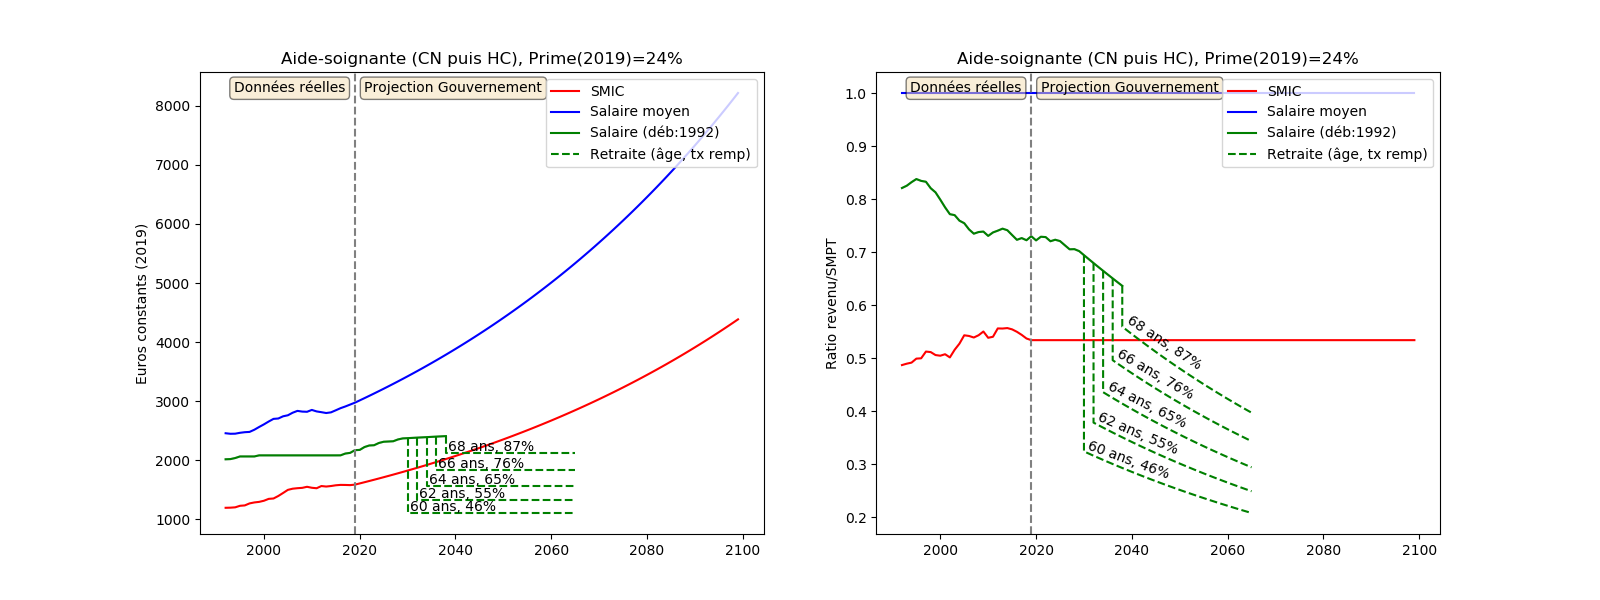 Aide-soignante (CN puis HC), Prime(2019)=24%
Données réelles
Projection Gouvernement
SMIC
Salaire moyen
Salaire (déb:1992)
Retraite (âge, tx remp)
Euros constants (2019)
8000
7000
6000
5000
4000
3000
2000
1000
68 ans, 87%
66 ans, 76%
64 ans, 65%
62 ans, 55%
60 ans, 46%
2000
2020
2040
2060
2080
2100
Aide-soignante (CN puis HC), Prime(2019)=24%
Données réelles
Projection Gouvernement
SMIC
Salaire moyen
Salaire (déb:1992)
Retraite (âge, tx remp)
Ratio revenu/SMPT
1.0
0.9
0.8
0.7
0.6
0.5
0.4
0.3
0.2
68 ans, 87%
66 ans, 76%
64 ans, 65%
62 ans, 55%
60 ans, 46%
2000
2020
2040
2060
2080
2100